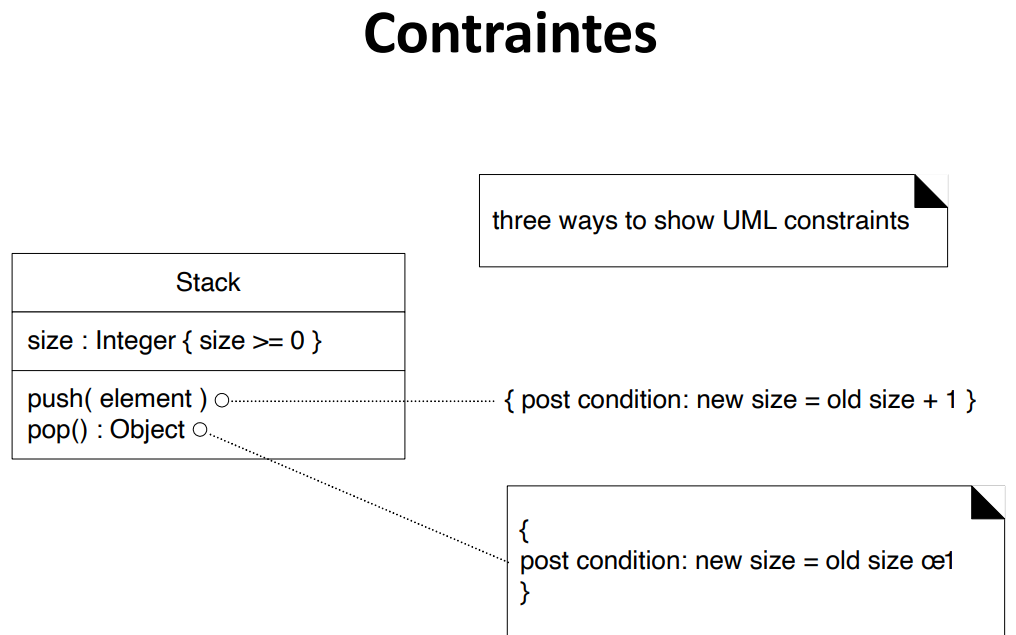 Contraintes
three ways to show UML constraints
Stack
size : Integer { size >= 0 }
push( element )
{ post condition: new size = old size + 1 }
pop() : Object
{
post condition: new size = old size œ1
}